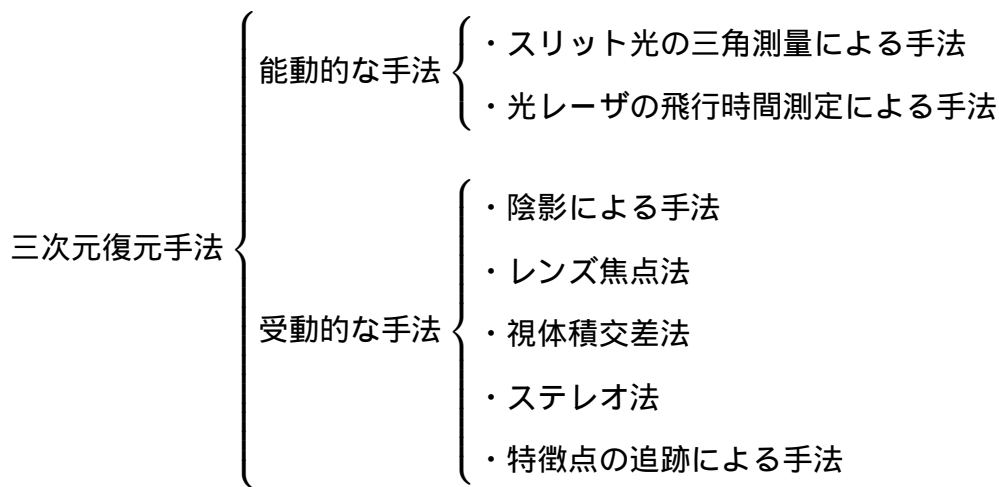 三次元復元手法
能動的な手法
・スリット光の三角測量による手法
・光レーザの飛行時間測定による手法
受動的な手法
・陰影による手法
・レンズ焦点法
・視体積交差法
・ステレオ法
・特徴点の追跡による手法